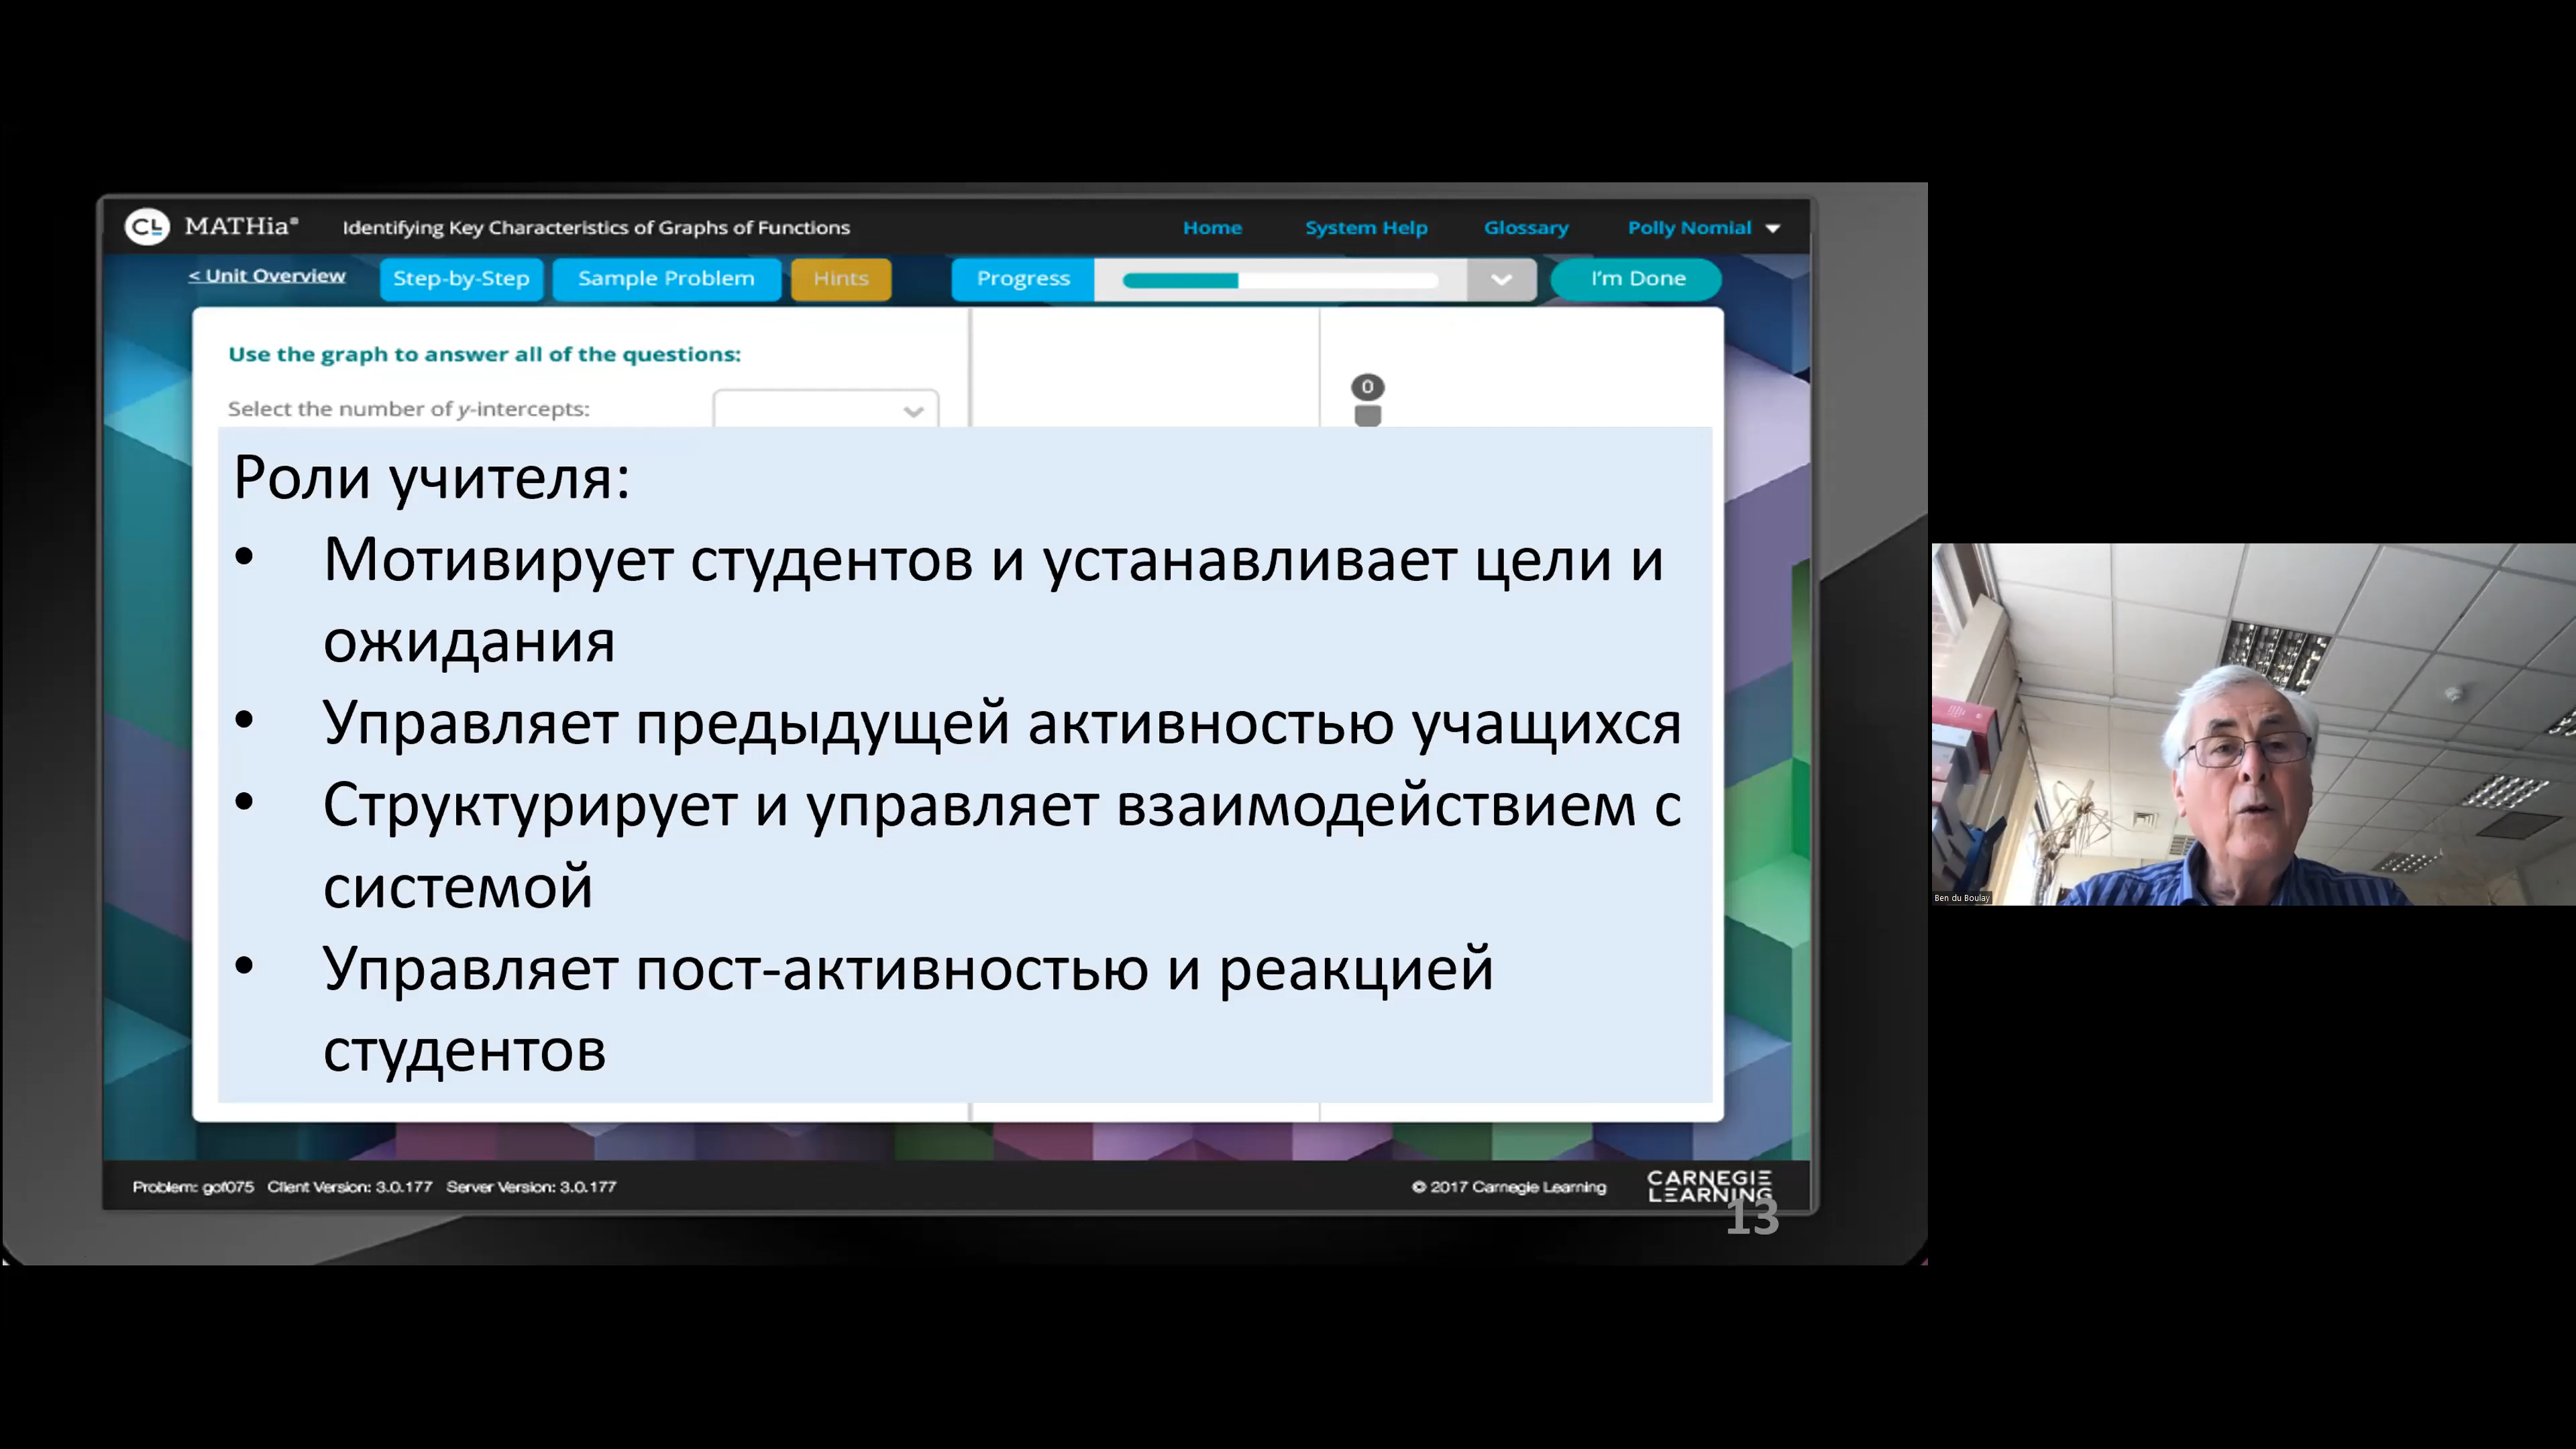 CL MATHia® Identifying Key Characteristics of Graphs of Functions Home System Help Glossary Polly Nomial
< Unit Overview Step-by-Step Sample Problem Hints Progress I'm Done
Use the graph to answer all of the questions:
Select the number of y-intercepts:
0
Роли учителя:
• Мотивирует студентов и устанавливает цели и
ожидания
• Управляет предыдущей активностью учащихся
• Структурирует и управляет взаимодействием с
системой
• Управляет пост-активностью и реакцией
студентов
Problem: gof075 Client Version: 3.0.177 Server Version: 3.0.177 © 2017 Carnegie Learning CARNEGIE
LEARNING
13
Ben du Boulay